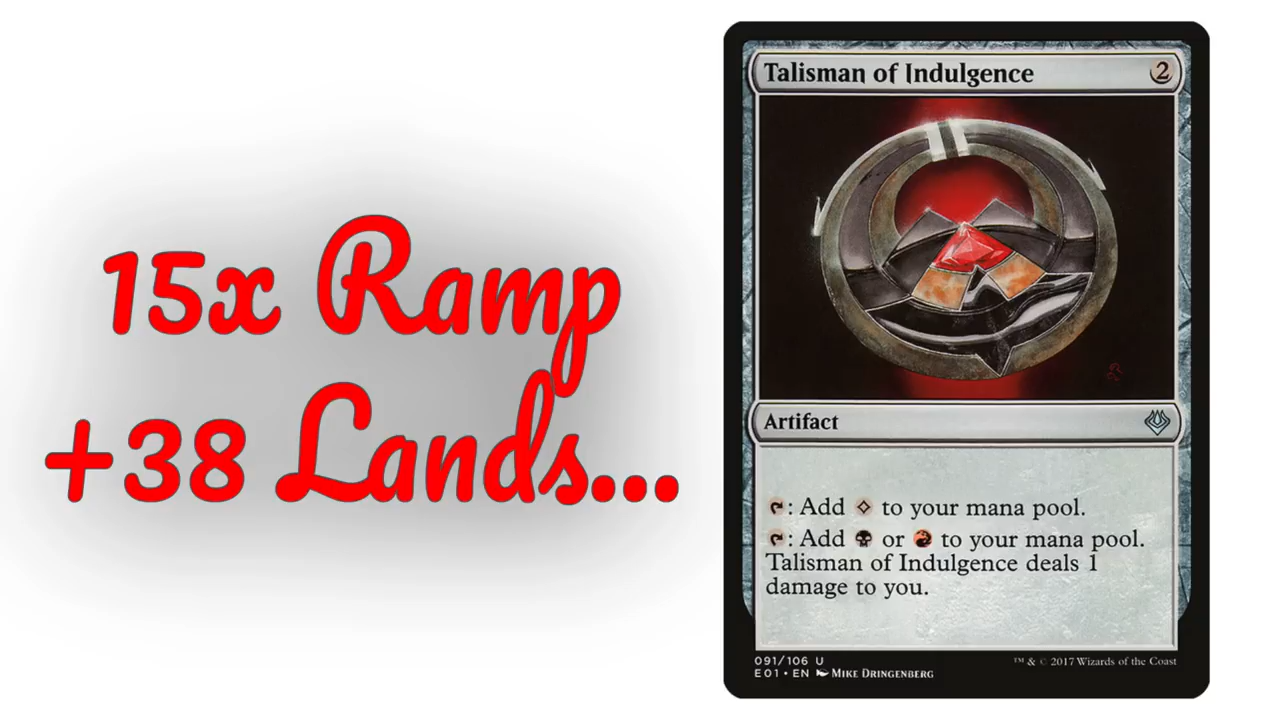 15x Ramp
+38 Lands...
Talisman of Indulgence 2
Artifact
: Add to your mana pool.
: Add or to your mana pool.
Talisman of Indulgence deals 1
damage to you.
091/106 U
E01 • EN MIKE DRINGENBERG
™ & © 2017 Wizards of the Coast